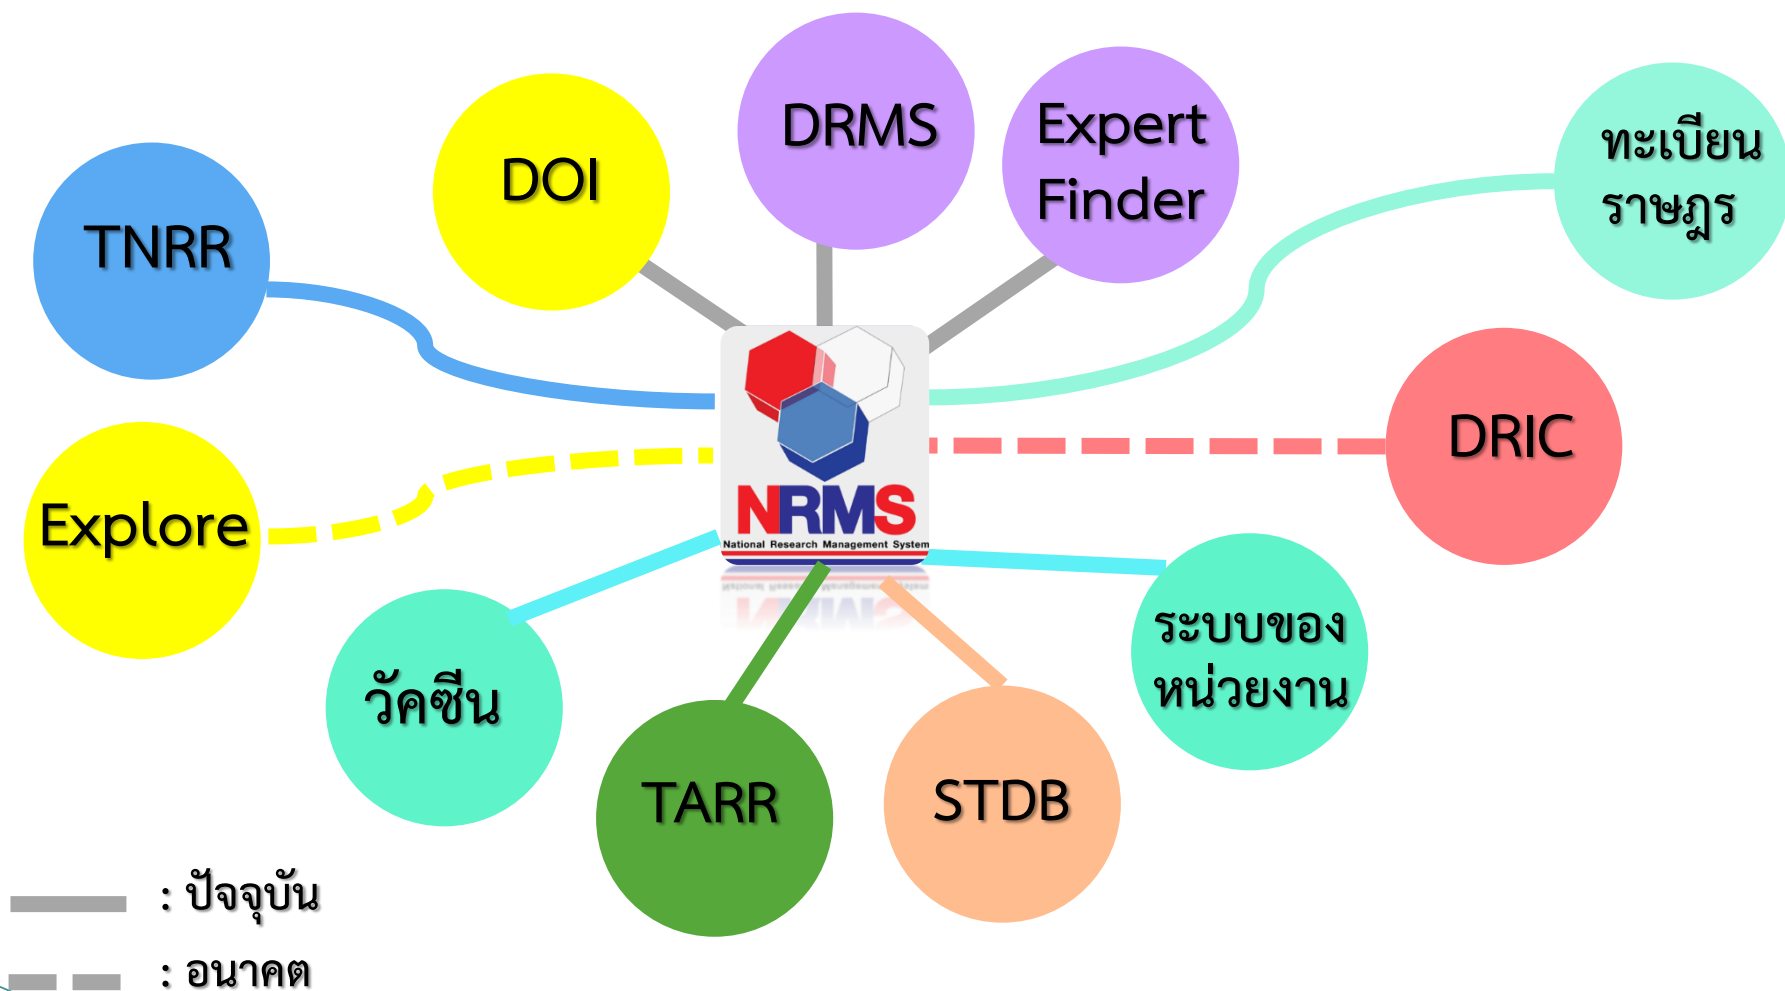 DRMS
Expert
Finder
DOI
ทะเบียน
ราษฎร
TNRR
DRIC
Explore
NRMS
National Research Management System
ระบบของ
หน่วยงาน
วัคซีน
TARR
STDB
: ปัจจุบัน
: อนาคต